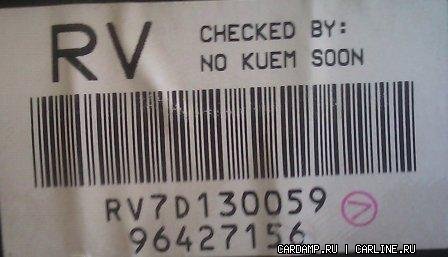 RV
CHECKED BY:
NO KUEM SOON
RV7D130059
96427156
CARDAMP.RU | CARLINE.RU